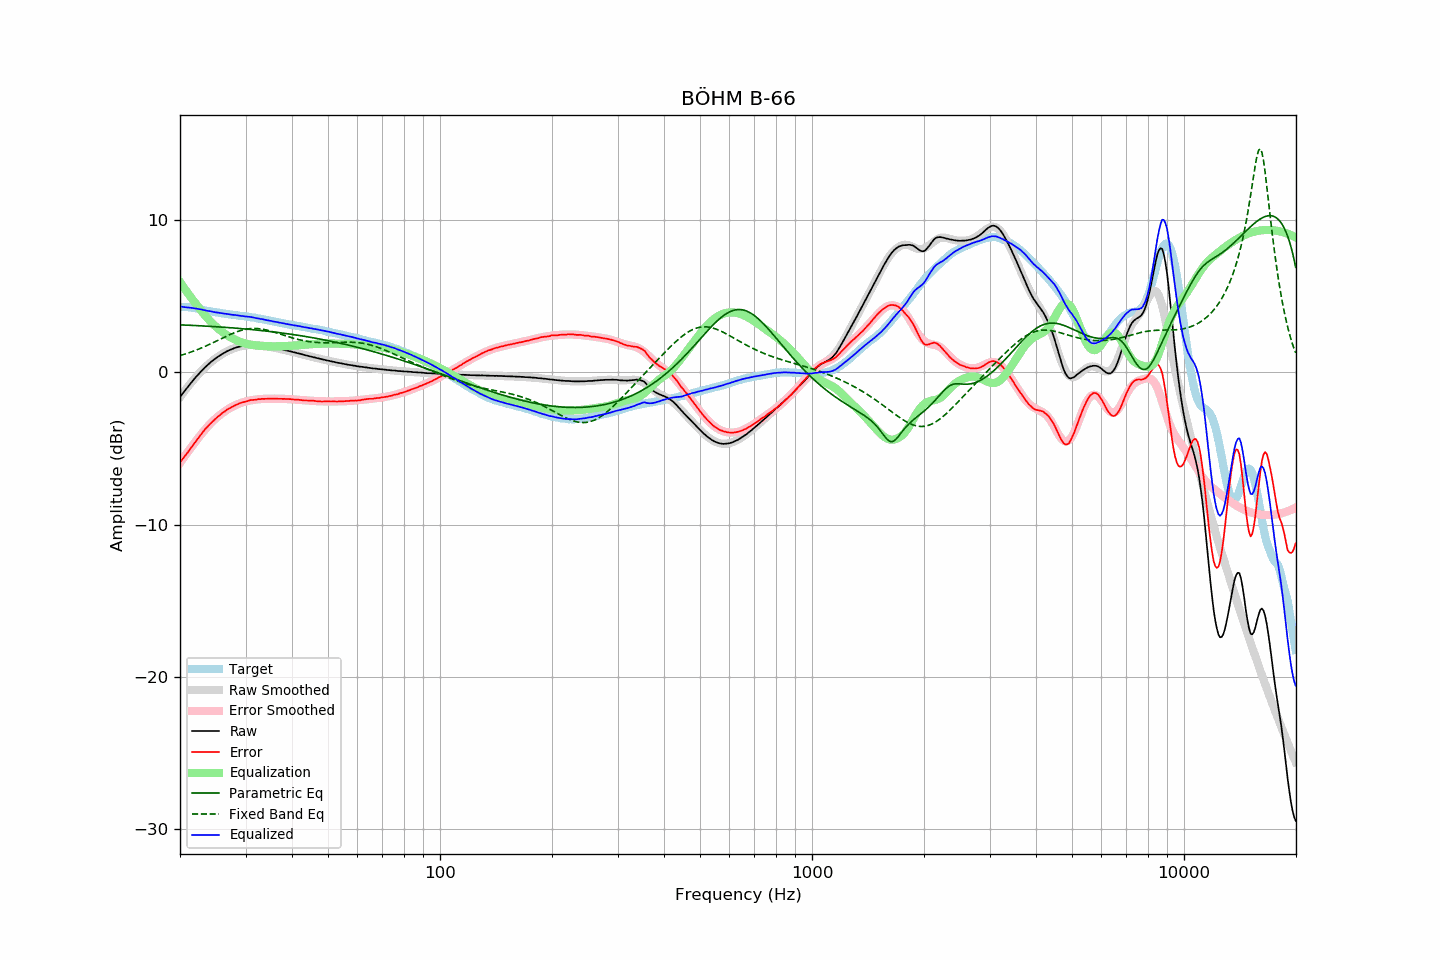 BÖHM B-66
Amplitude (dBr)
10
0
−10
−20
−30
Target
Raw Smoothed
Error Smoothed
Raw
Error
Equalization
Parametric Eq
Fixed Band Eq
Equalized
100 1000 10000
Frequency (Hz)